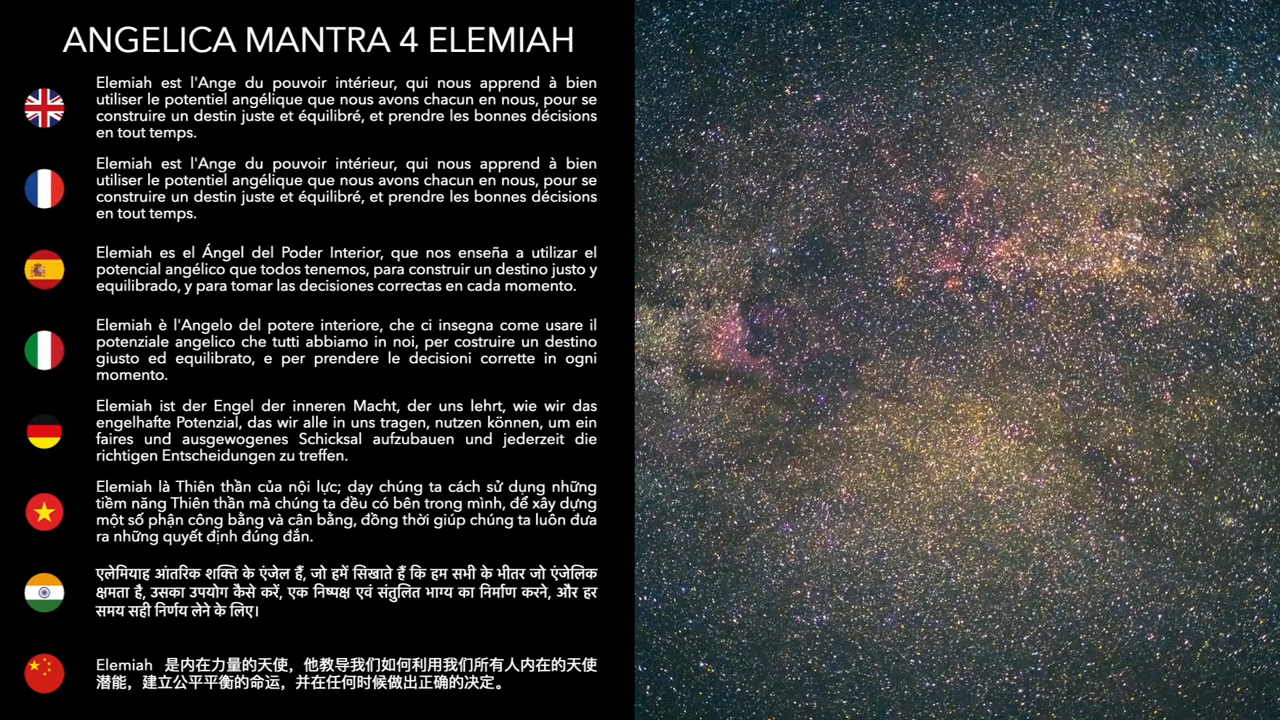 ANGELICA MANTRA 4 ELEMIAH
Elemiah est l'Ange du pouvoir intérieur, qui nous apprend à bien
utiliser le potentiel angélique que nous avons chacun en nous, pour se
construire un destin juste et équilibré, et prendre les bonnes décisions
en tout temps.
Elemiah est l'Ange du pouvoir intérieur, qui nous apprend à bien
utiliser le potentiel angélique que nous avons chacun en nous, pour se
construire un destin juste et équilibré, et prendre les bonnes décisions
en tout temps.
Elemiah es el Ángel del Poder Interior, que nos enseña a utilizar el
potencial angélico que todos tenemos, para construir un destino justo y
equilibrado, y para tomar las decisiones correctas en cada momento.
Elemiah è l'Angelo del potere interiore, che ci insegna come usare il
potenziale angelico che tutti abbiamo in noi, per costruire un destino
giusto ed equilibrato, e per prendere le decisioni corrette in ogni
momento.
Elemiah ist der Engel der inneren Macht, der uns lehrt, wie wir das
engelhafte Potenzial, das wir alle in uns tragen, nutzen können, um ein
faires und ausgewogenes Schicksal aufzubauen und jederzeit die
richtigen Entscheidungen zu treffen.
Elemiah là Thiên thần của nội lực; dạy chúng ta cách sử dụng những
tiềm năng Thiên thần mà chúng ta đều có bên trong mình, để xây dựng
một số phận công bằng và cân bằng, đồng thời giúp chúng ta luôn đưa
ra những quyết định đúng đắn.
एलेमियाह आंतरिक शक्ति के एंजेल हैं, जो हमें सिखाते हैं कि हम सभी के भीतर जो एंजेलिक
क्षमता है, उसका उपयोग कैसे करें, एक निष्पक्ष एवं संतुलित भाग्य का निर्माण करने, और हर
समय सही निर्णय लेने के लिए।
Elemiah 是内在力量的天使，他教导我们如何利用我们所有人内在的天使
潜能，建立公平平衡的命运，并在任何时候做出正确的决定。